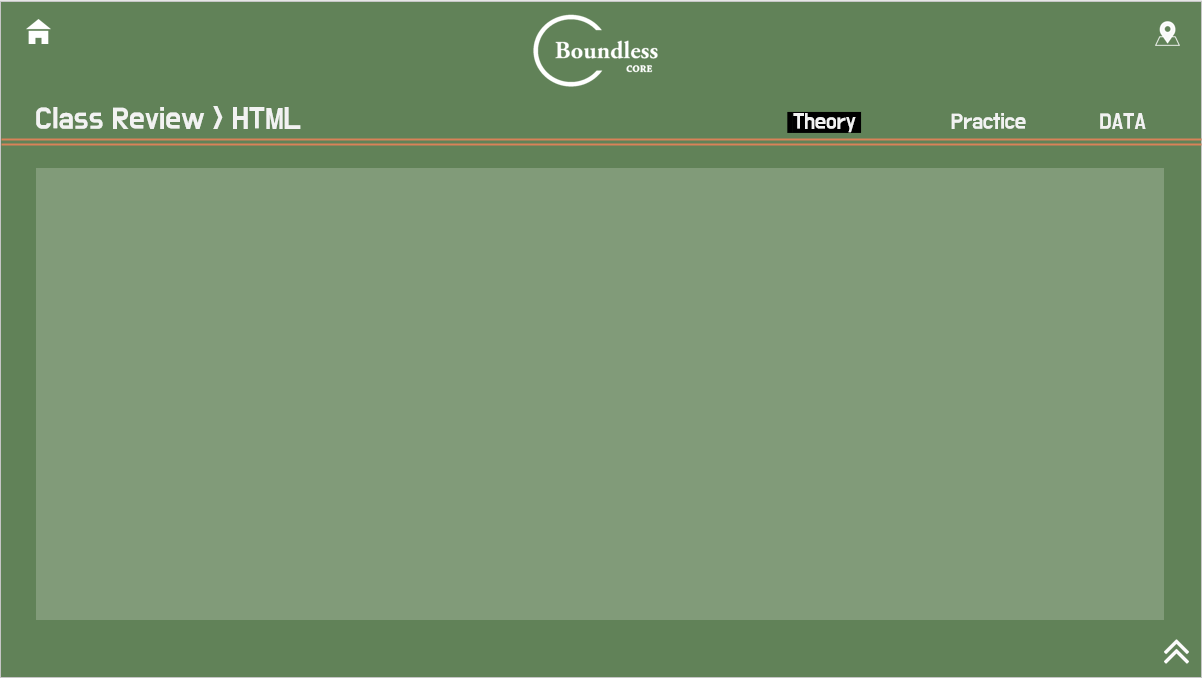 Boundless
CORE
Class Review > HTML
Theory
Practice
DATA